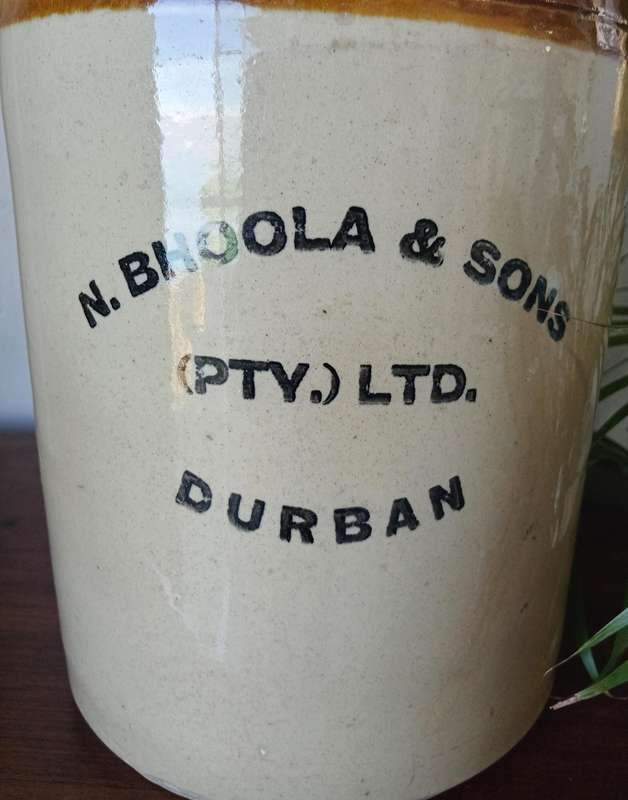 N. BHOOLA & SONS
(PTY.) LTD.
DURBAN